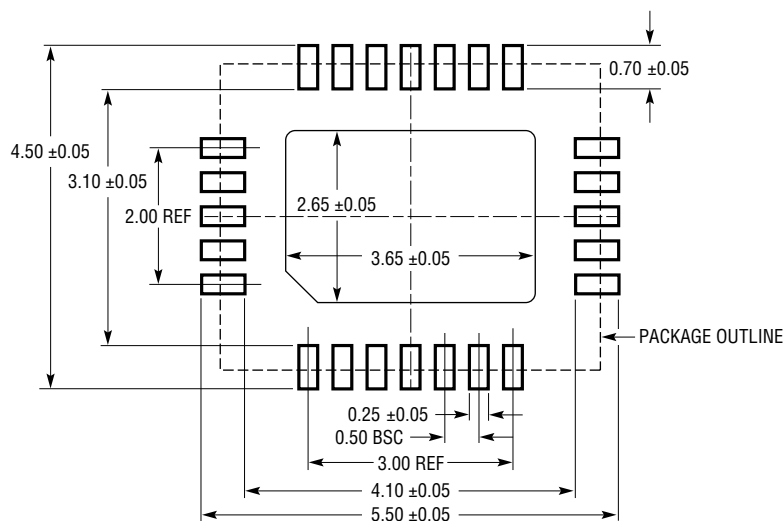 0.70 ±0.05
4.50 ±0.05
3.10 ±0.05
2.00 REF
2.65 ±0.05
3.65 ±0.05
PACKAGE OUTLINE
0.25 ±0.05
0.50 BSC
3.00 REF
4.10 ±0.05
5.50 ±0.05